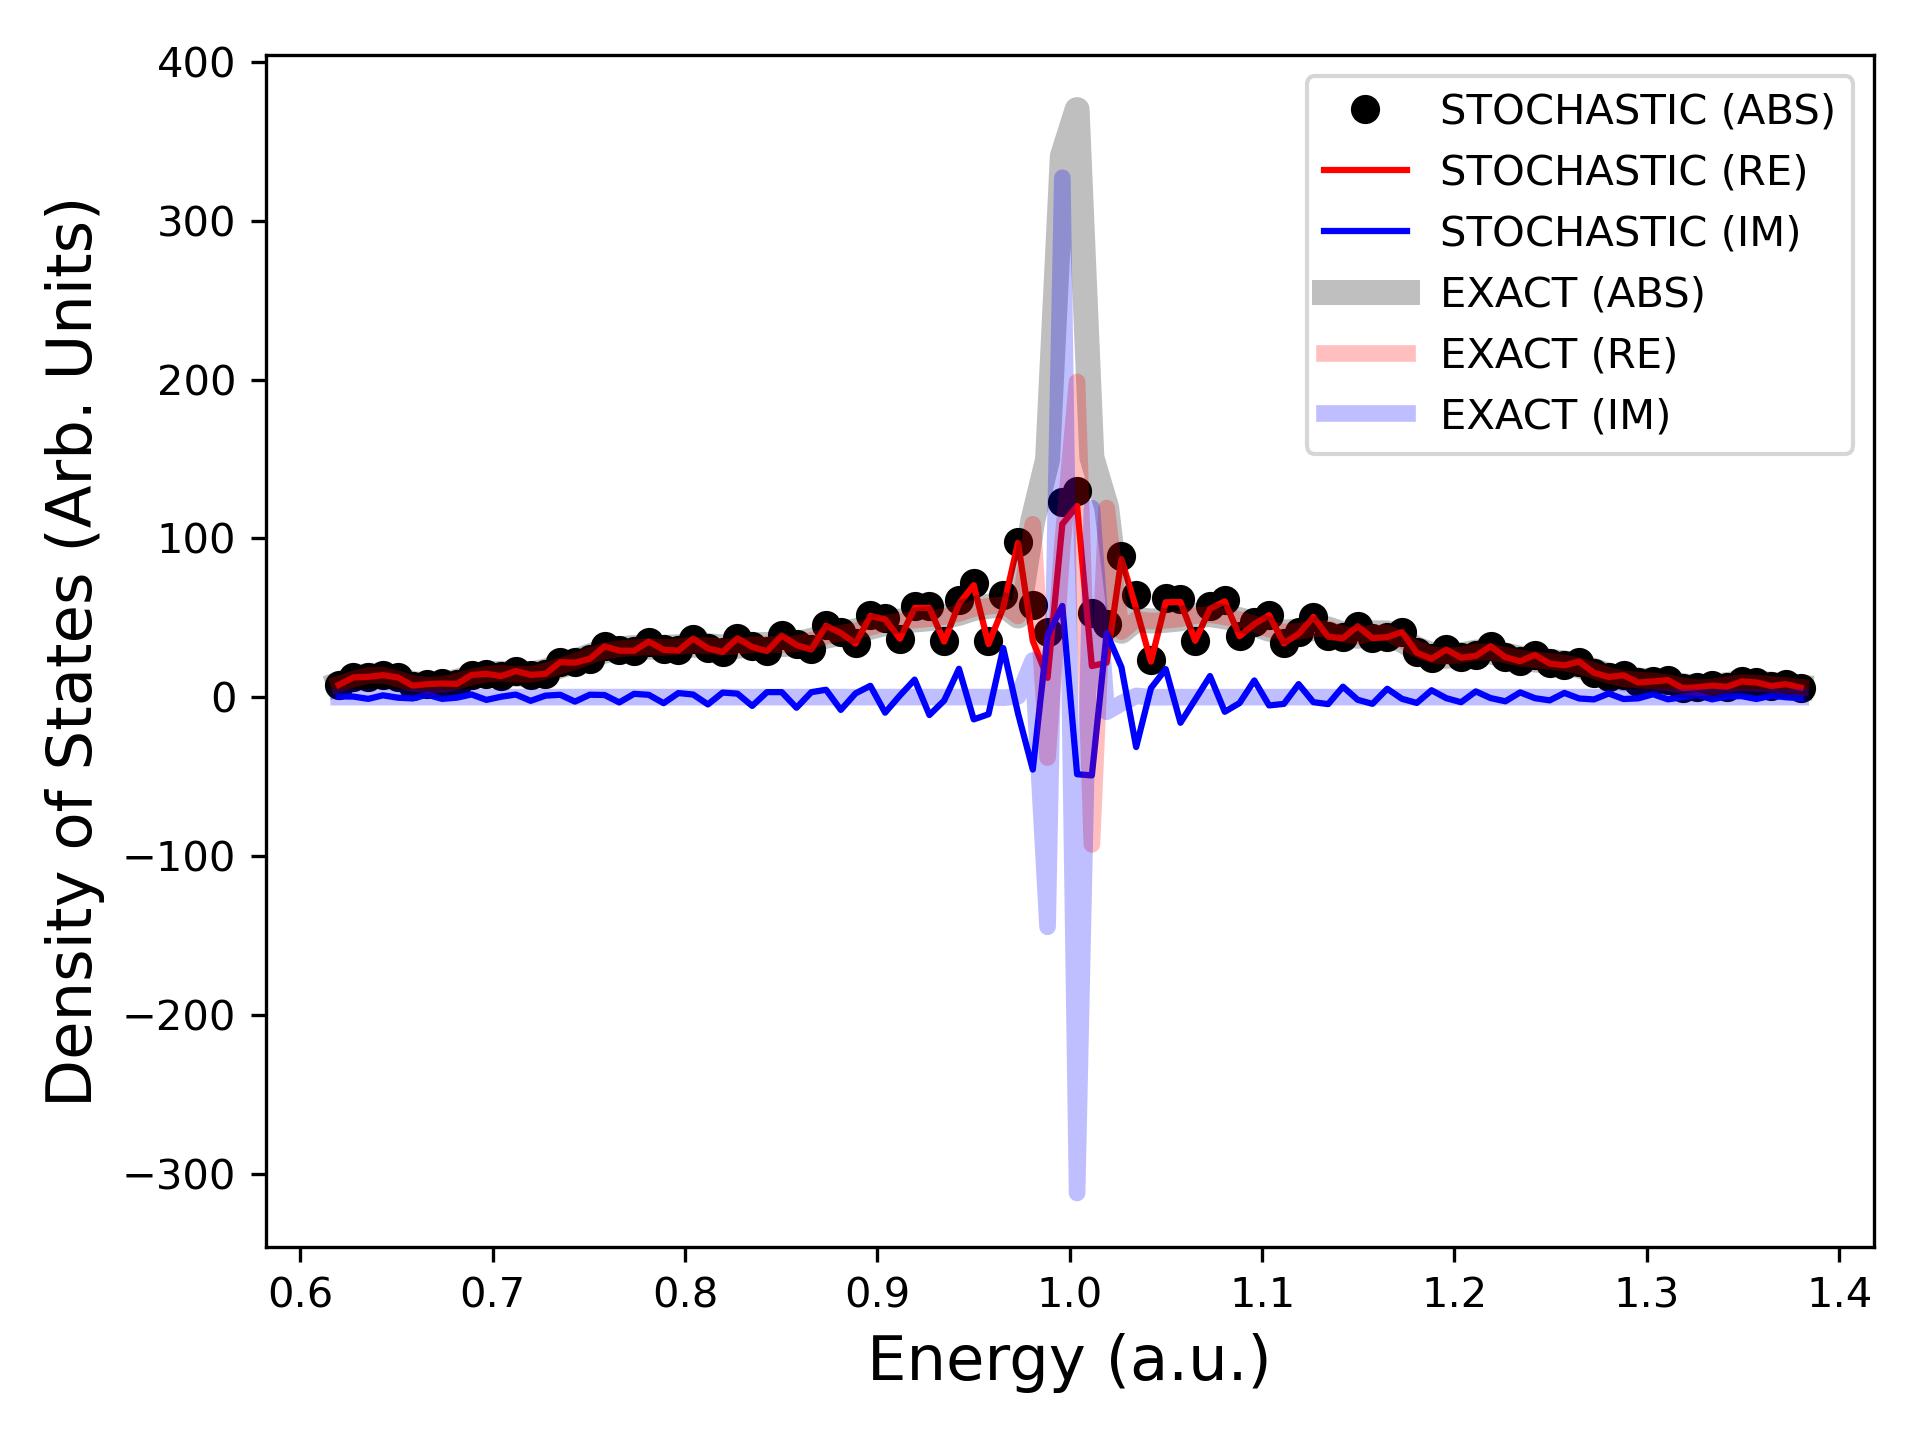 400
300
200
100
0
−100
−200
−300
Density of States (Arb. Units)
STOCHASTIC (ABS)
STOCHASTIC (RE)
STOCHASTIC (IM)
EXACT (ABS)
EXACT (RE)
EXACT (IM)
0.6 0.7 0.8 0.9 1.0 1.1 1.2 1.3 1.4
Energy (a.u.)